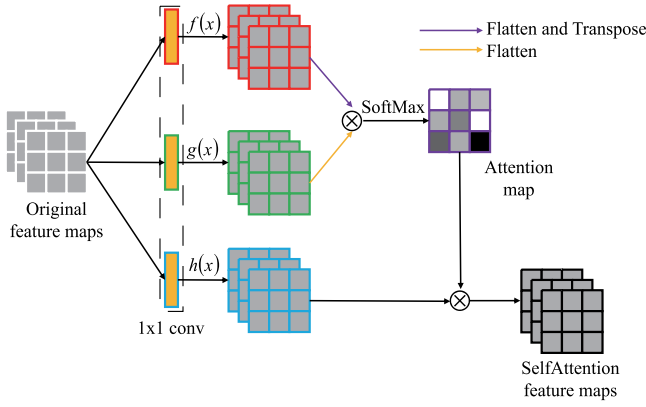 f(x)
Flatten and Transpose
Flatten
SoftMax
g(x)
Attention
map
Original
feature maps
h(x)
1x1 conv
SelfAttention
feature maps